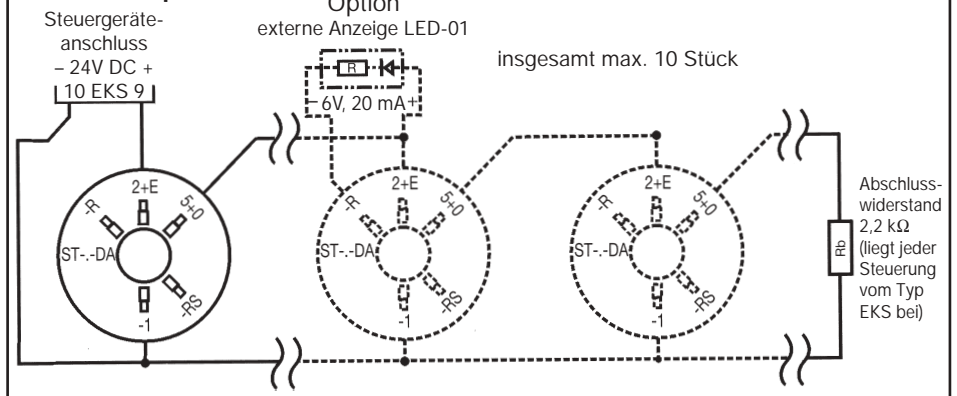 Option
Steuergeräte-
anschluss
– 24V DC +
10 EKS 9
externe Anzeige LED-01
R
– 6V, 20 mA+
insgesamt max. 10 Stück
2+E
5+0
-R
ST-.-DA
-RS
-1
2+E
5+0
-R
ST-.-DA
-RS
-1
2+E
5+0
-R
ST-.-DA
-RS
-1
Rb
Abschluss-
widerstand
2,2 kΩ
(liegt jeder
Steuerung
vom Typ
EKS bei)